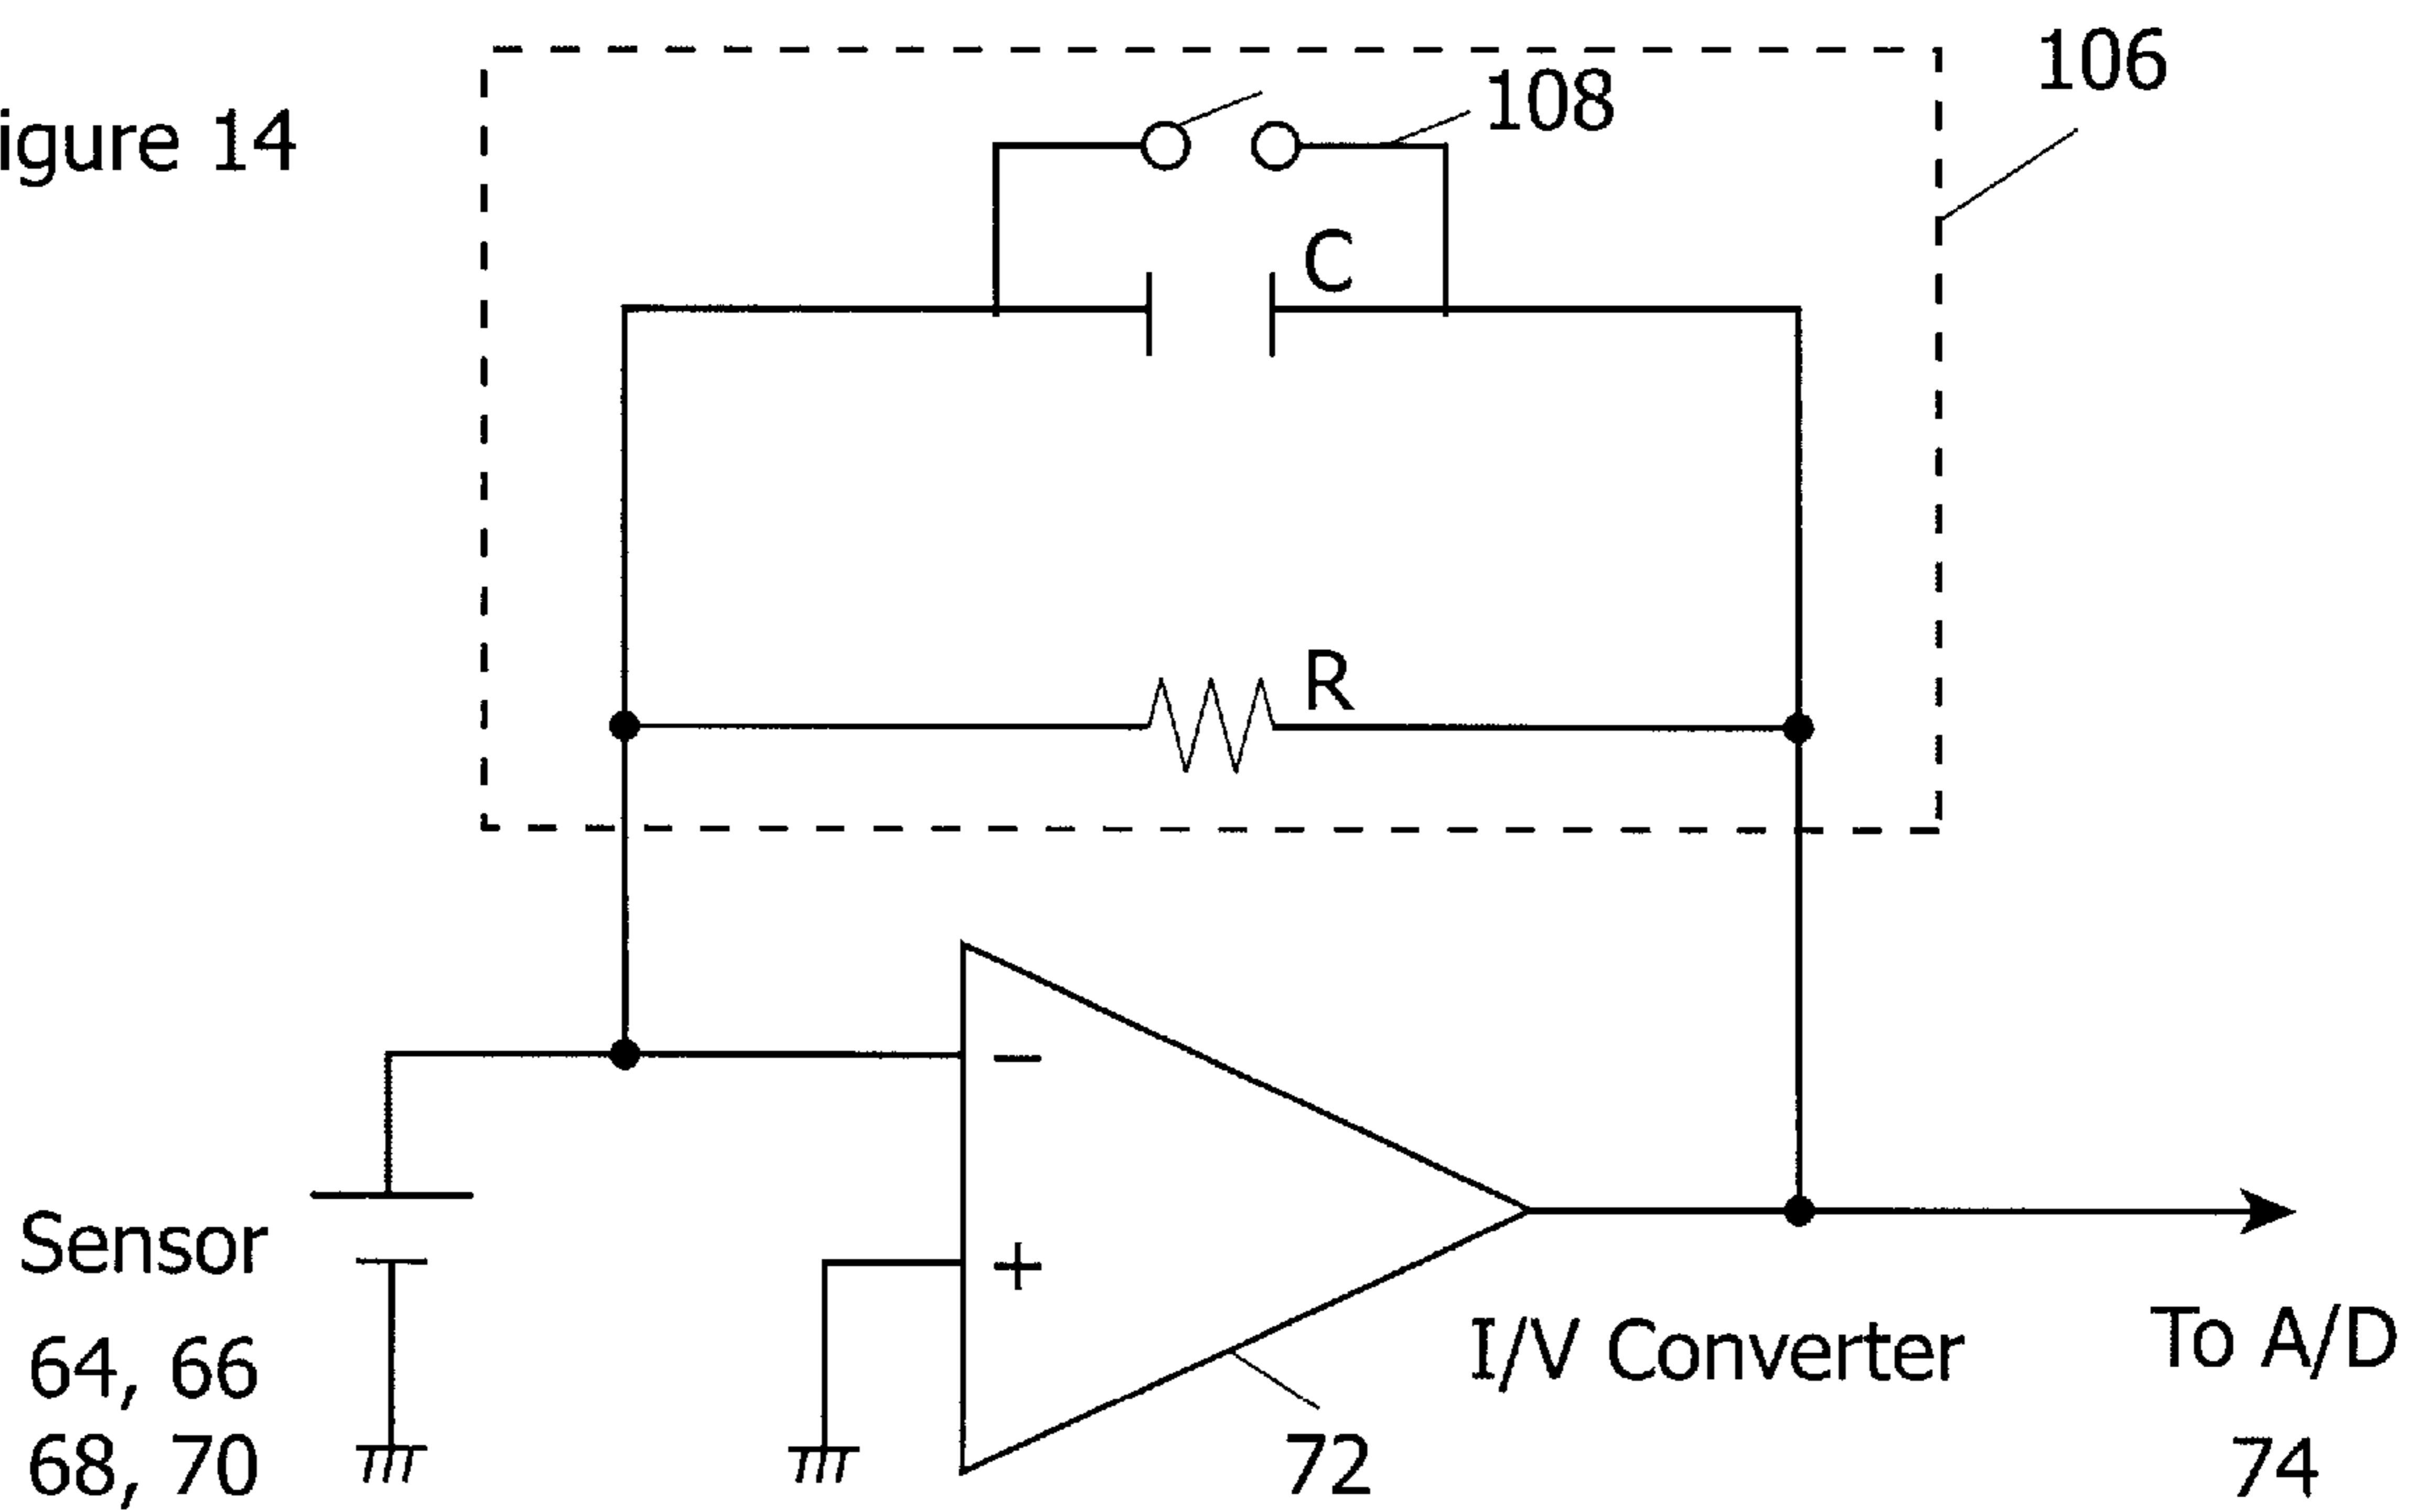 igure 14
108
106
C
R
−
+
Sensor
64, 66
68, 70
I/V Converter
72
To A/D
74